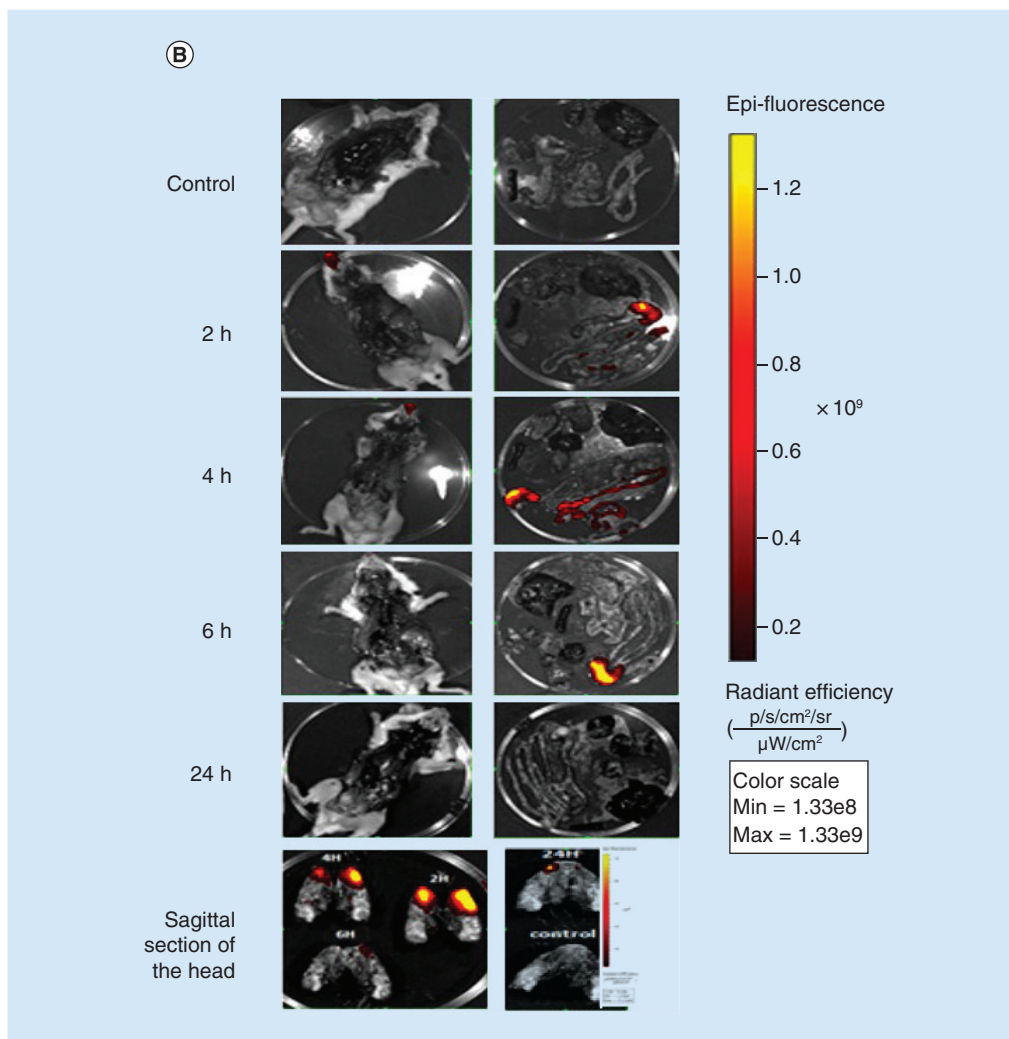 B
Control
2 h
4 h
6 h
24 h
Sagittal
section of
the head
4H
2H
6H
24H
control
Epi-fluorescence
1.2
1.0
0.8
× 10⁹
0.6
0.4
0.2
Radiant efficiency
(p/s/cm²/sr
µW/cm²)
Color scale
Min = 1.33e8
Max = 1.33e9